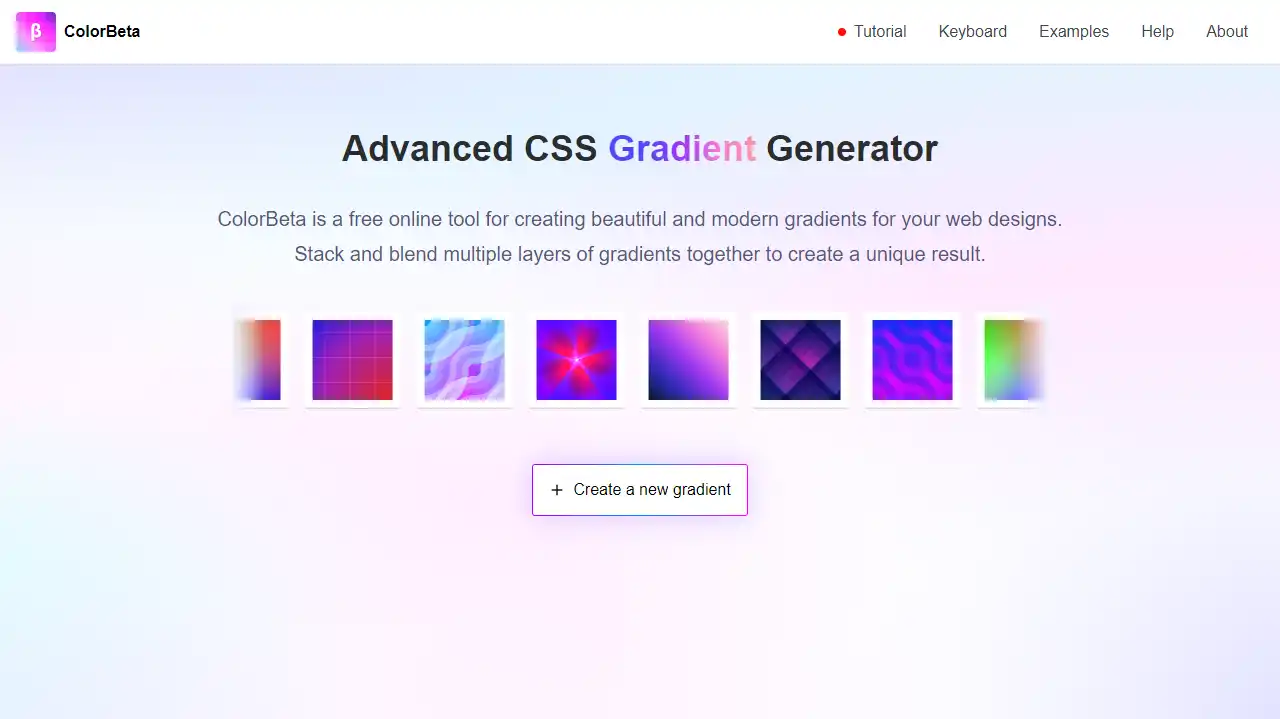 β ColorBeta
Tutorial Keyboard Examples Help About
Advanced CSS Gradient Generator
ColorBeta is a free online tool for creating beautiful and modern gradients for your web designs.
Stack and blend multiple layers of gradients together to create a unique result.
+ Create a new gradient